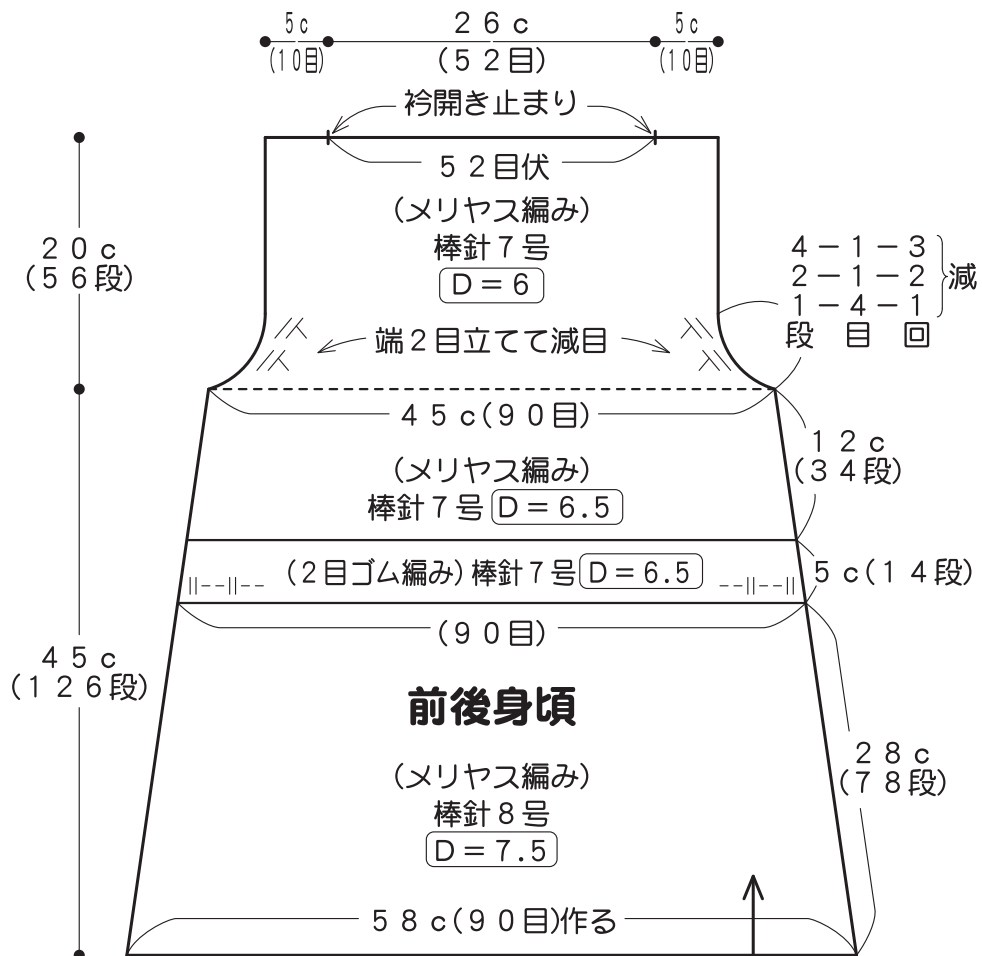 5c
(10目)
26c
(52目)
5c
(10目)
衿開き止まり
52目伏
(メリヤス編み)
棒針7号
D=6
20c
(56段)
4-1-3
2-1-2
1-4-1
段 目 回
減
端2目立てて減目
45c(90目)
12c
(34段)
(メリヤス編み)
棒針7号 D=6.5
(2目ゴム編み) 棒針7号 D=6.5
5c(14段)
(90目)
45c
(126段)
前後身頃
28c
(78段)
(メリヤス編み)
棒針8号
D=7.5
58c(90目)作る